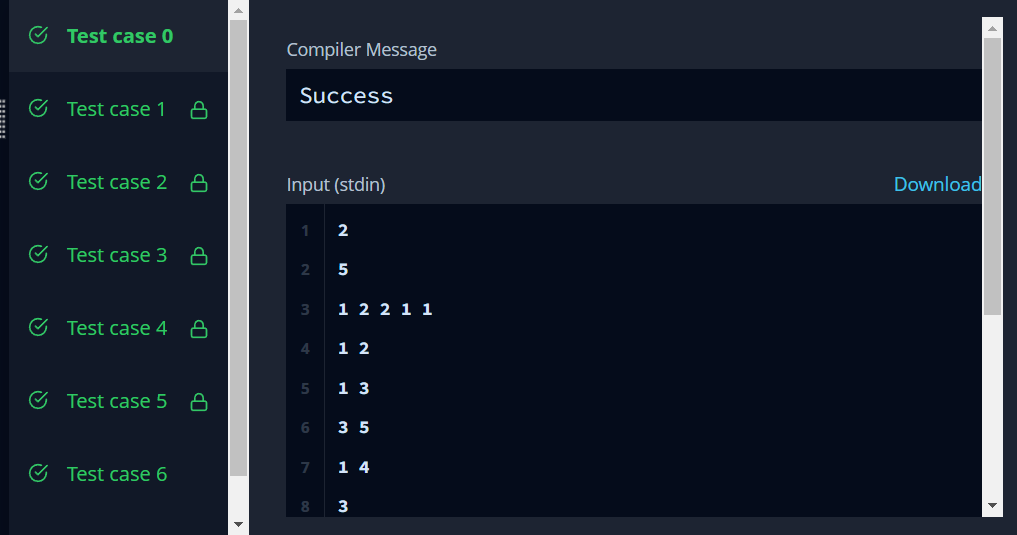 Test case 0
Test case 1
Test case 2
Test case 3
Test case 4
Test case 5
Test case 6
Compiler Message
Success
Input (stdin)
Download
1 2
2 5
3 1 2 2 1 1
4 1 2
5 1 3
6 3 5
7 1 4
8 3